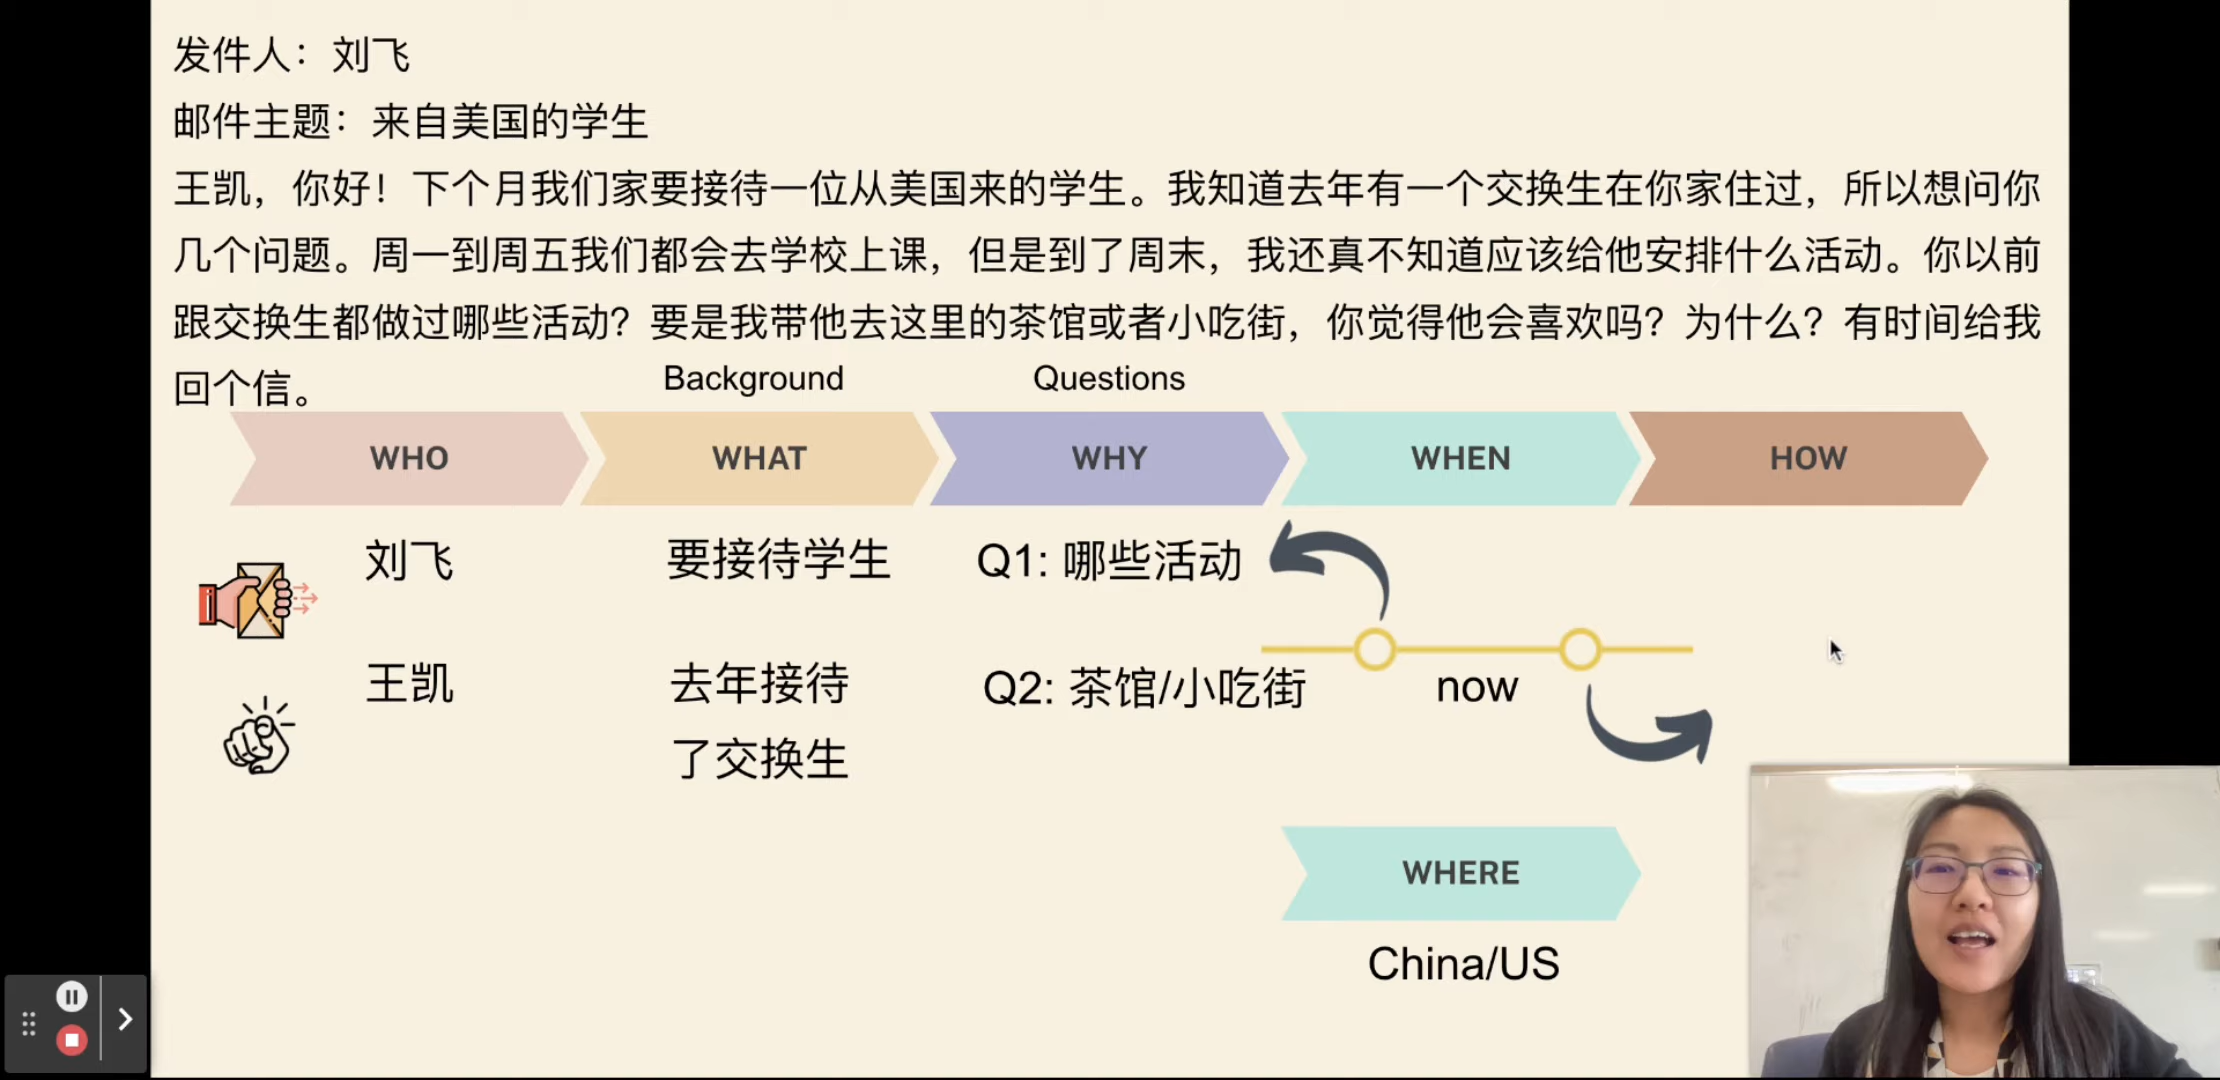 发件人：刘飞
邮件主题：来自美国的学生
王凯，你好！下个月我们家要接待一位从美国来的学生。我知道去年有一个交换生在你家住过，所以想问你
几个问题。周一到周五我们都会去学校上课，但是到了周末，我还真不知道应该给他安排什么活动。你以前
跟交换生都做过哪些活动？要是我带他去这里的茶馆或者小吃街，你觉得他会喜欢吗？为什么？有时间给我
回个信。
Background
Questions
WHO
WHAT
WHY
WHEN
HOW
刘飞
要接待学生
Q1: 哪些活动
王凯
去年接待
了交换生
Q2: 茶馆/小吃街
now
WHERE
China/US